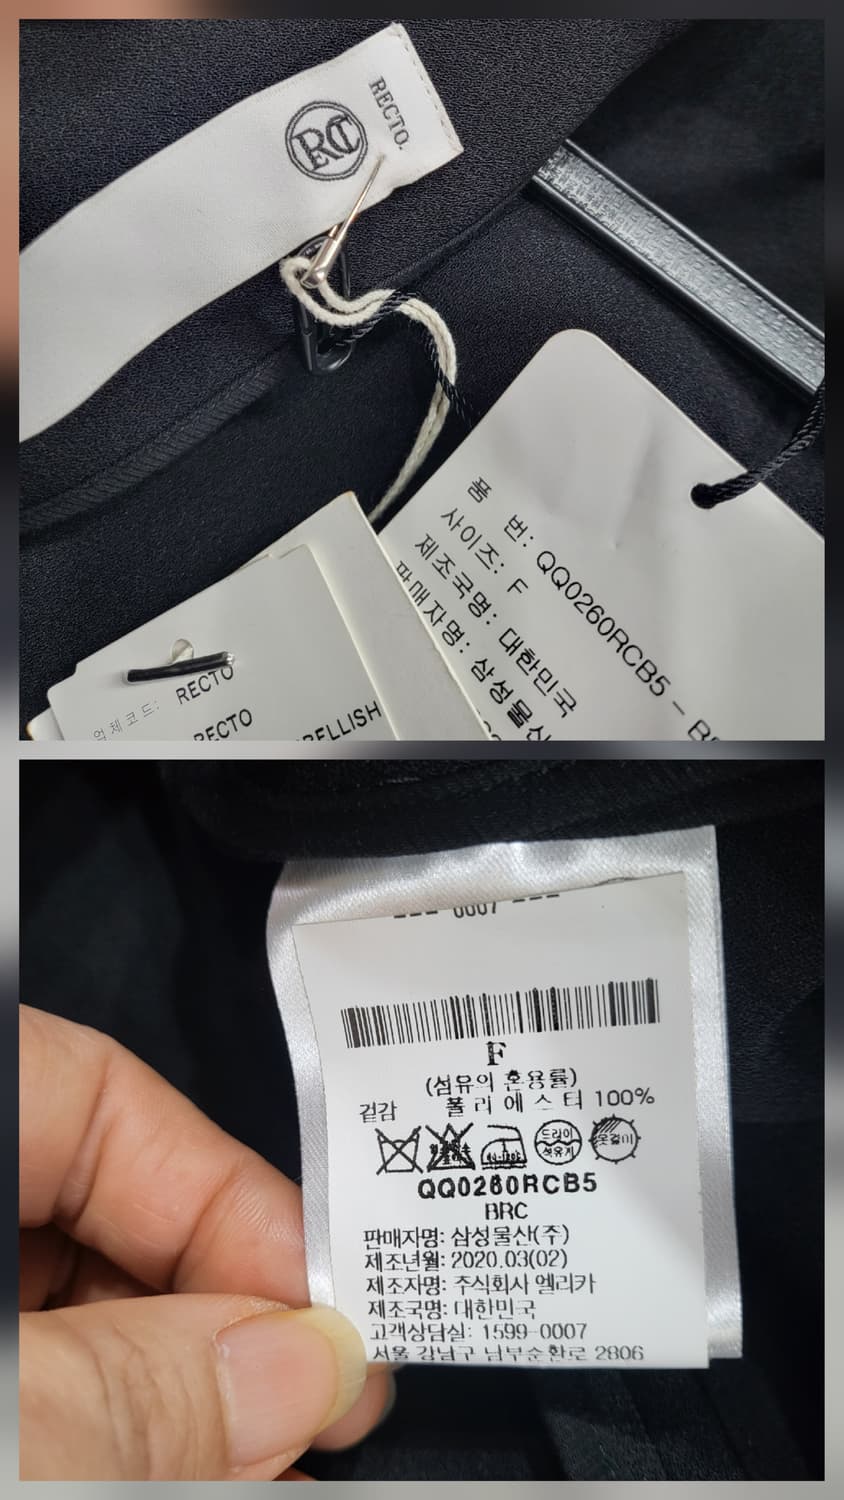 RECTO.
RC
품 번: QQ0260RCB5 -
사이즈: F
제조국명: 대한민국
판매자명: 삼성물산
업체코드: RECTO
RECTO
BELLISH
--- 0007 ---
F
(섬유의 혼용률)
겉감 폴리에스터 100%
드라이
석유계
옷걸이
QQ0260RCB5
BRC
판매자명: 삼성물산(주)
제조년월: 2020.03(02)
제조자명: 주식회사 엘리카
제조국명: 대한민국
고객상담실: 1599-0007
서울 강남구 남부순환로 2806